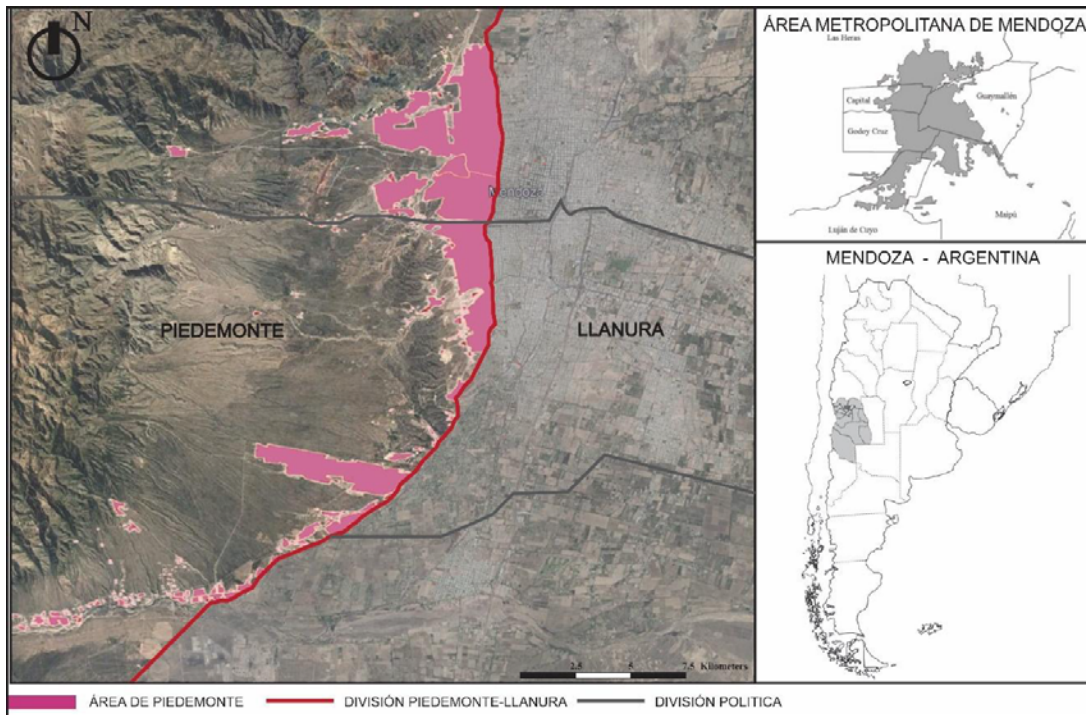 N
Mendoza
PIEDEMONTE
LLANURA
2.5 5 7.5 Kilometers
ÁREA METROPOLITANA DE MENDOZA
Las Heras
Guaymallén
Capital
Godoy Cruz
Maipú
Luján de Cuyo
MENDOZA - ARGENTINA
ÁREA DE PIEDEMONTE
DIVISIÓN PIEDEMONTE-LLANURA
DIVISIÓN POLITICA